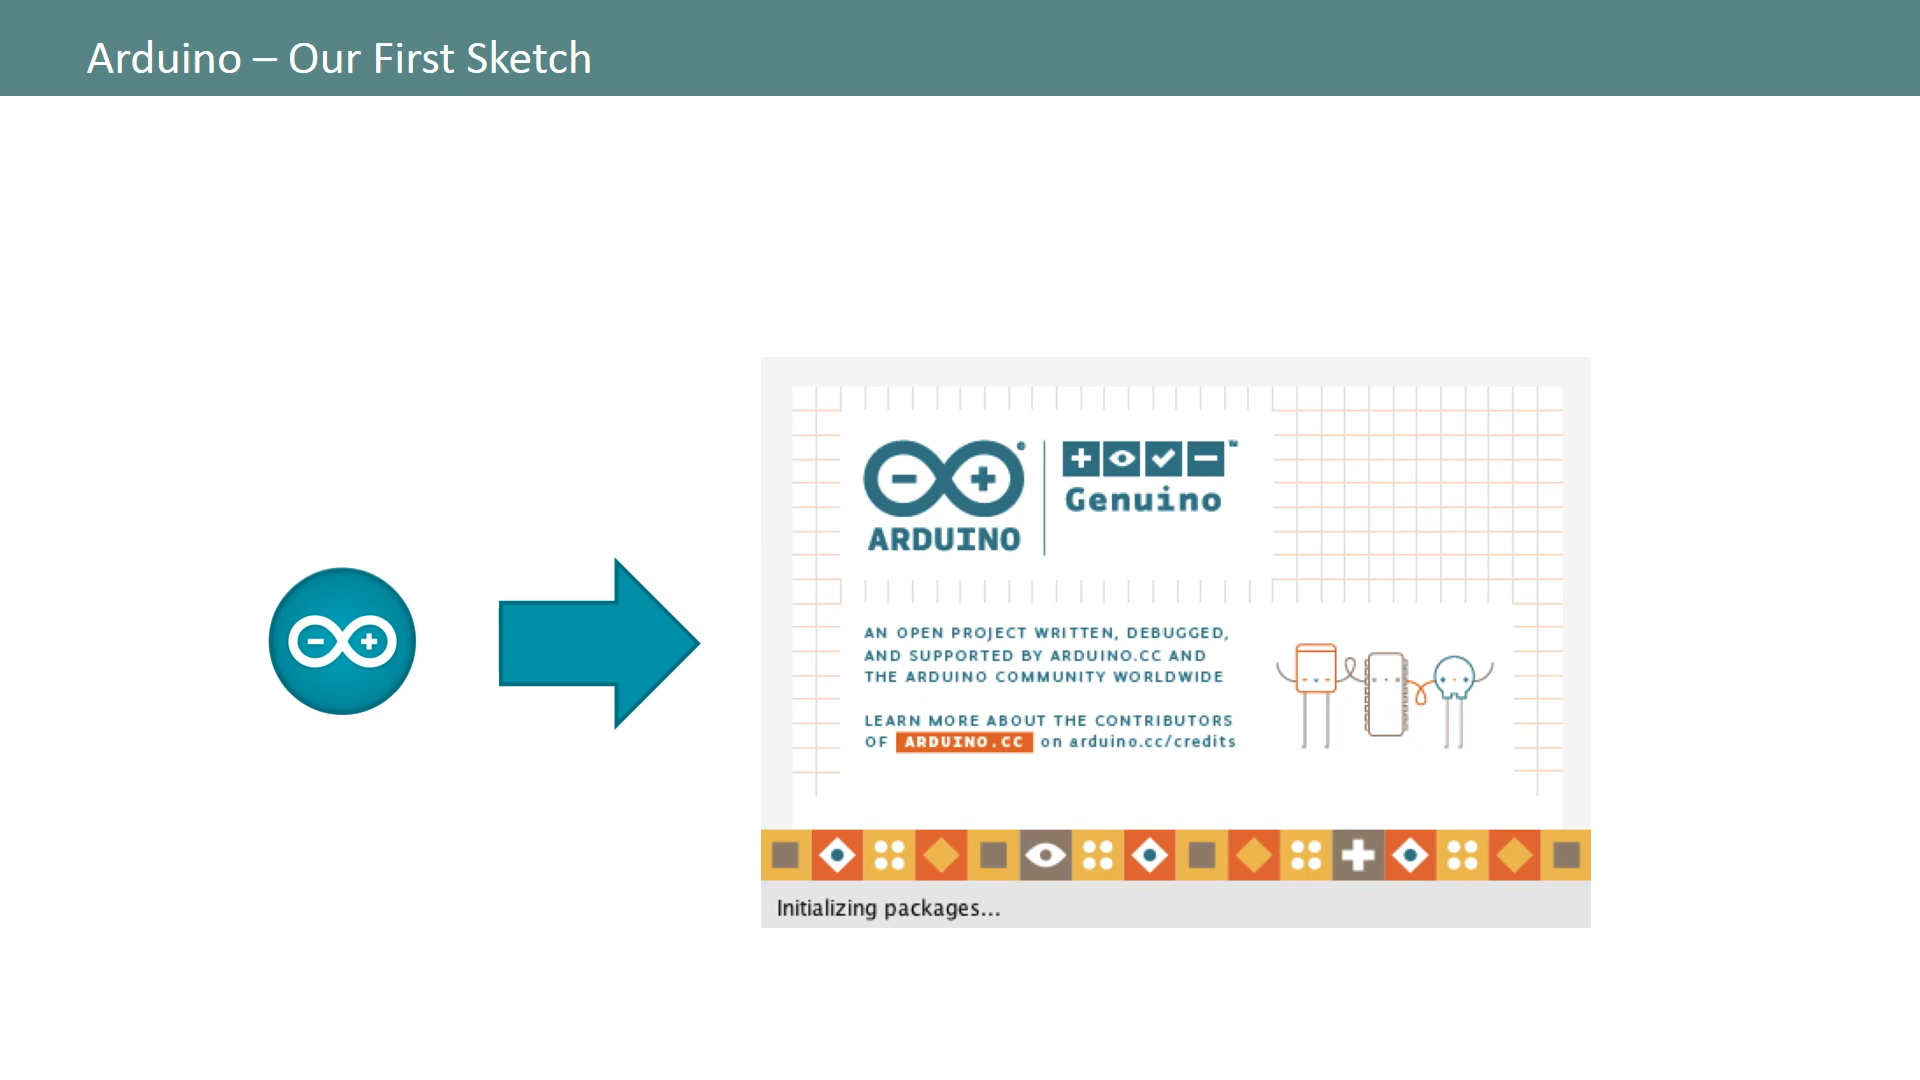 Arduino – Our First Sketch
ARDUINO
Genuino™
AN OPEN PROJECT WRITTEN, DEBUGGED,
AND SUPPORTED BY ARDUINO.CC AND
THE ARDUINO COMMUNITY WORLDWIDE
LEARN MORE ABOUT THE CONTRIBUTORS
OF ARDUINO.CC on arduino.cc/credits
Initializing packages...